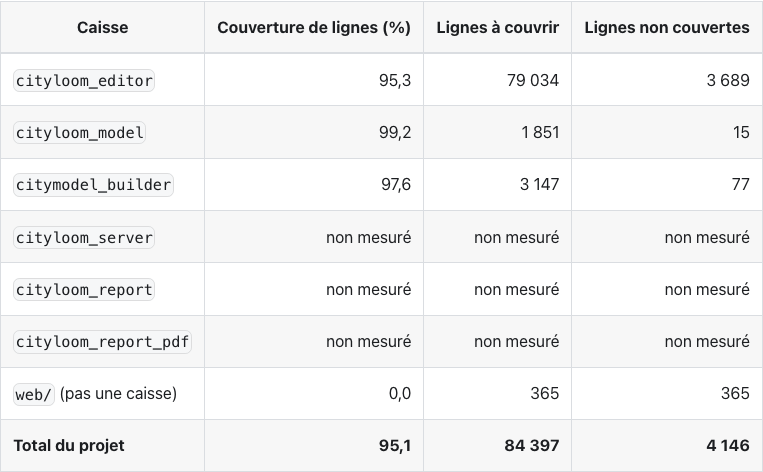 Caisse Couverture de lignes (%) Lignes à couvrir Lignes non couvertes
cityloom_editor 95,3 79 034 3 689
cityloom_model 99,2 1 851 15
citymodel_builder 97,6 3 147 77
cityloom_server non mesuré non mesuré non mesuré
cityloom_report non mesuré non mesuré non mesuré
cityloom_report_pdf non mesuré non mesuré non mesuré
web/ (pas une caisse) 0,0 365 365
Total du projet 95,1 84 397 4 146